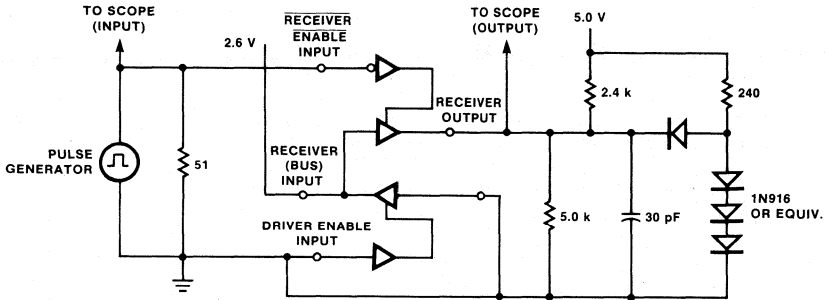 TO SCOPE
(INPUT)
2.6 V
RECEIVER
ENABLE
INPUT
TO SCOPE
(OUTPUT)
5.0 V
2.4 k
240
RECEIVER
OUTPUT
PULSE
GENERATOR
51
RECEIVER
(BUS)
INPUT
DRIVER ENABLE
INPUT
5.0 k
30 pF
1N916
OR EQUIV.